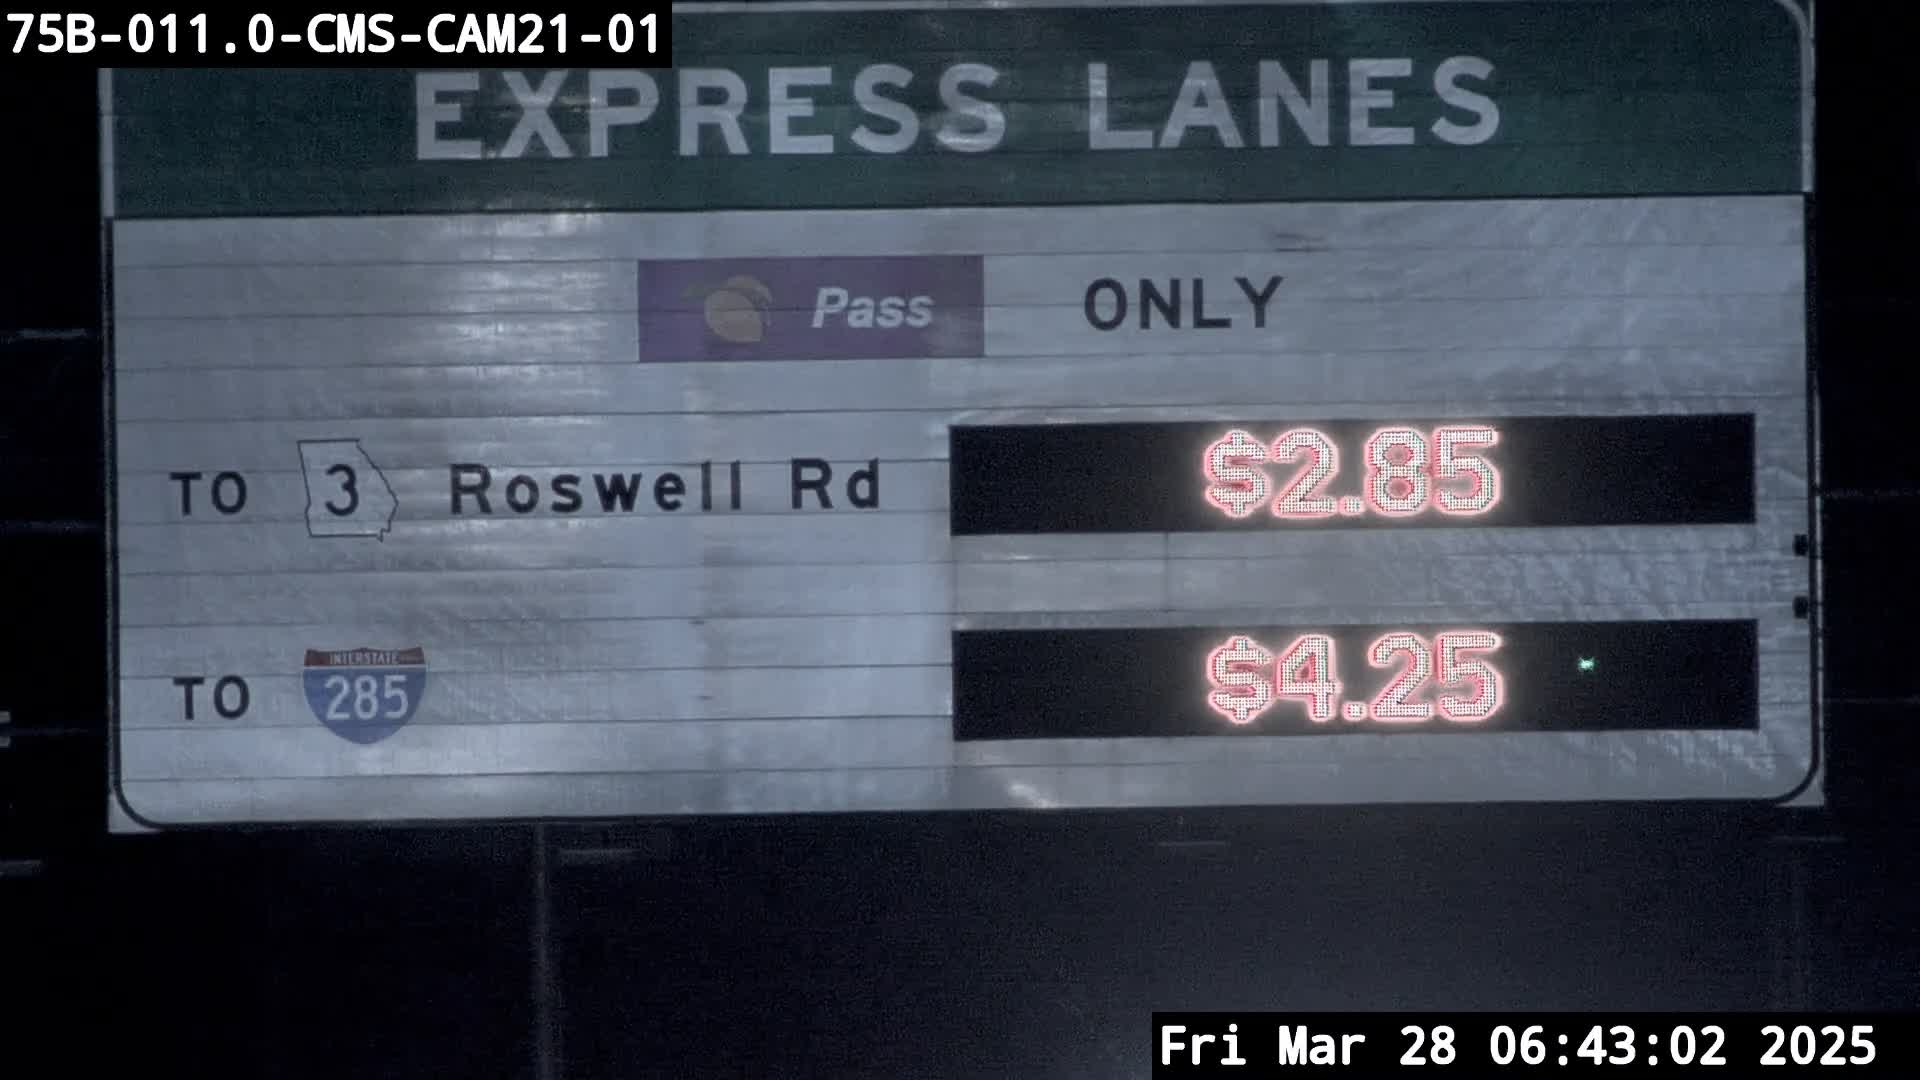 75B-011.0-CMS-CAM21-01
EXPRESS LANES
Pass ONLY
TO 3 Roswell Rd $2.85
INTERSTATE
TO 285 $4.25
Fri Mar 28 06:43:02 2025